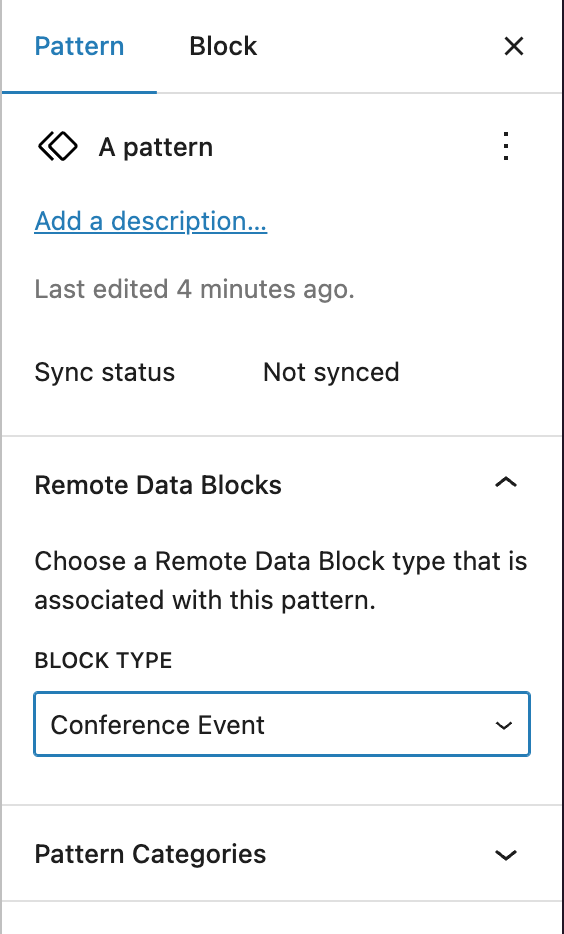 Pattern Block
A pattern
Add a description...
Last edited 4 minutes ago.
Sync status Not synced
Remote Data Blocks
Choose a Remote Data Block type that is
associated with this pattern.
BLOCK TYPE
Conference Event
Pattern Categories